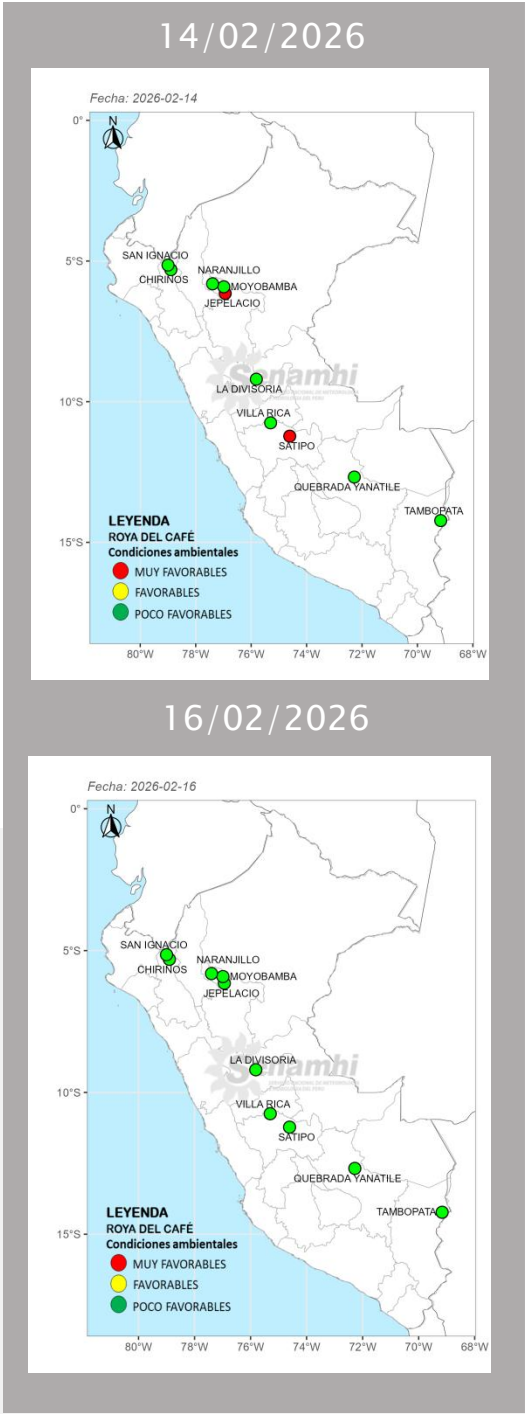 14/02/2026
Fecha: 2026-02-14
N
0°
SAN IGNACIO
5°S
CHIRINOS
NARANJILLO
MOYOBAMBA
JEPELACIO
Senamhi
LA DIVISORIA
10°S
VILLA RICA
SATIPO
QUEBRADA YANATILE
TAMBOPATA
15°S
LEYENDA
ROYA DEL CAFÉ
Condiciones ambientales
MUY FAVORABLES
FAVORABLES
POCO FAVORABLES
80°W 78°W 76°W 74°W 72°W 70°W 68°W
16/02/2026
Fecha: 2026-02-16
N
0°
SAN IGNACIO
5°S
CHIRINOS
NARANJILLO
MOYOBAMBA
JEPELACIO
LA DIVISORIA
Senamhi
10°S
VILLA RICA
SATIPO
QUEBRADA YANATILE
TAMBOPATA
15°S
LEYENDA
ROYA DEL CAFÉ
Condiciones ambientales
MUY FAVORABLES
FAVORABLES
POCO FAVORABLES
80°W 78°W 76°W 74°W 72°W 70°W 68°W